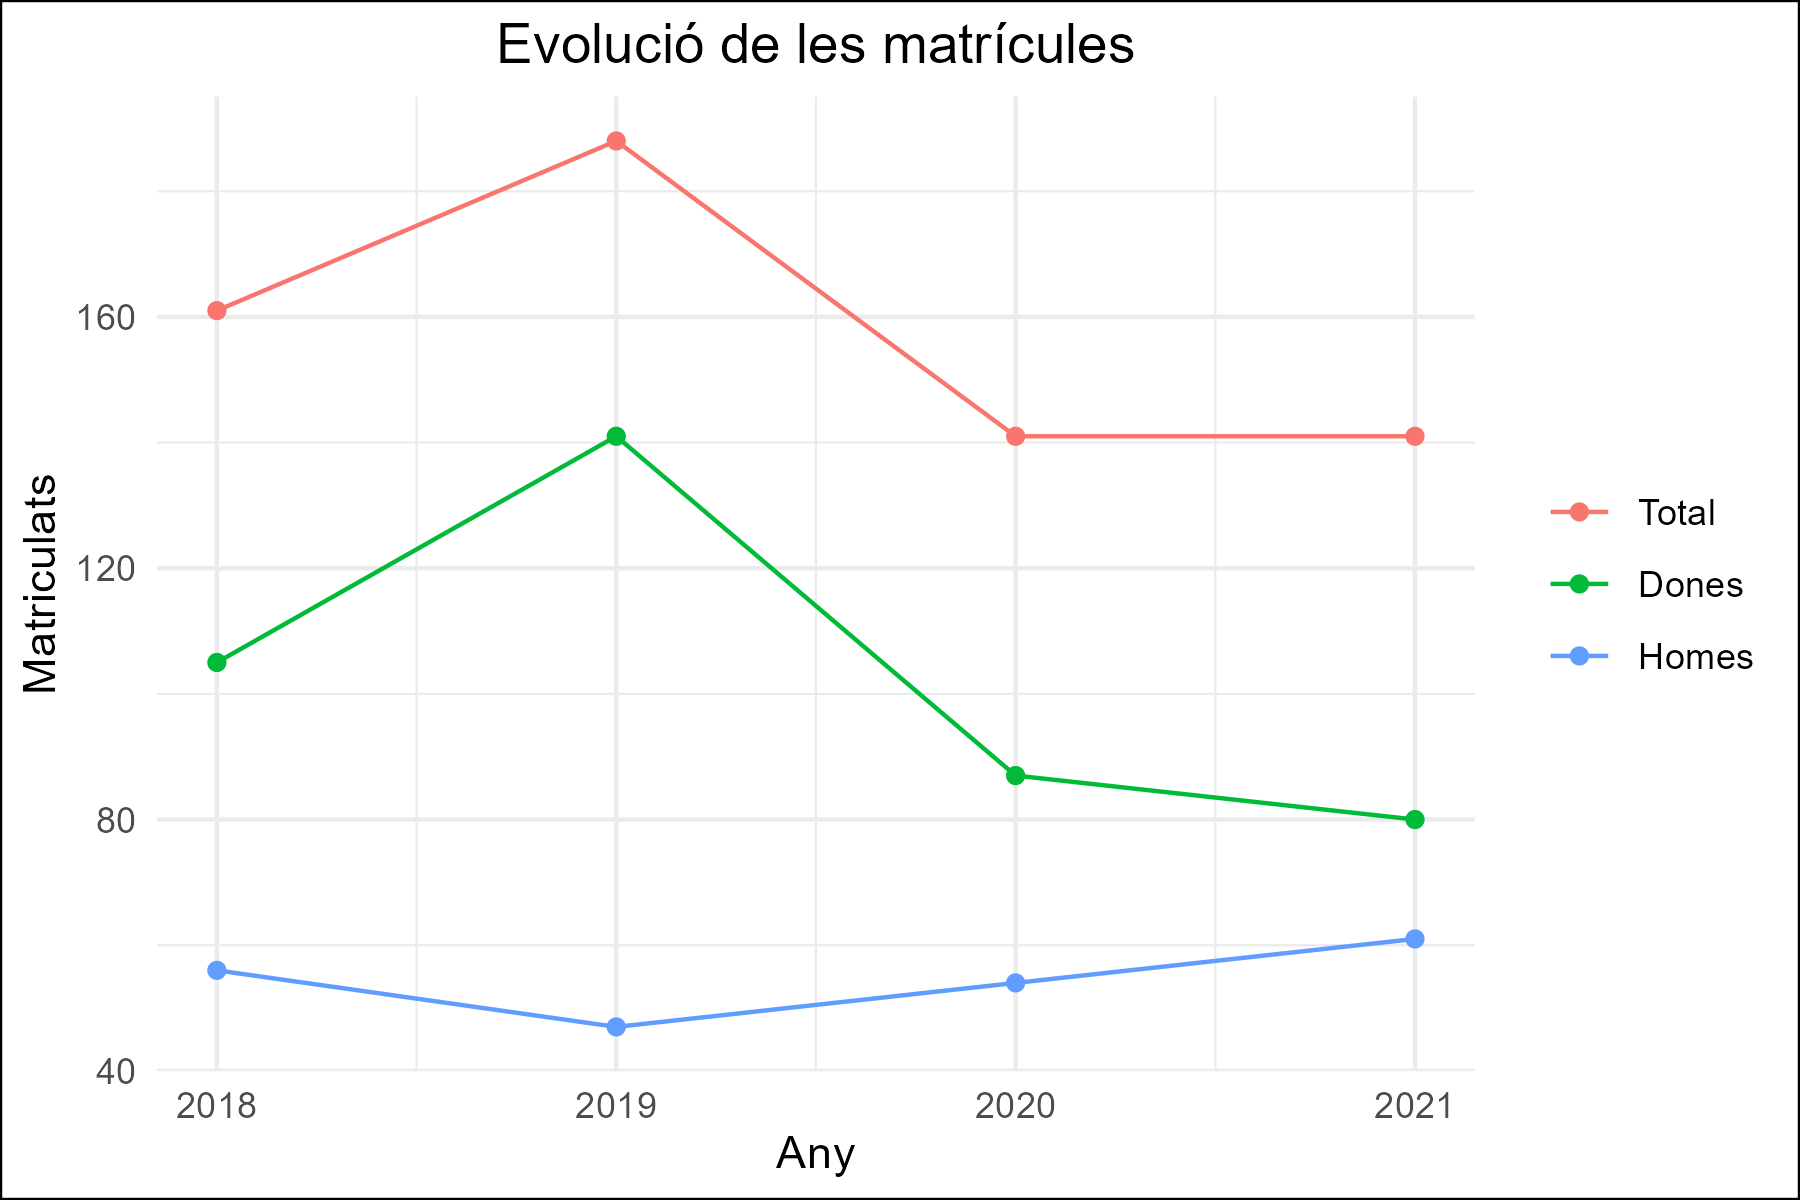 Evolució de les matrícules
Matriculats
160
120
80
40
2018 2019 2020 2021
Any
Total
Dones
Homes